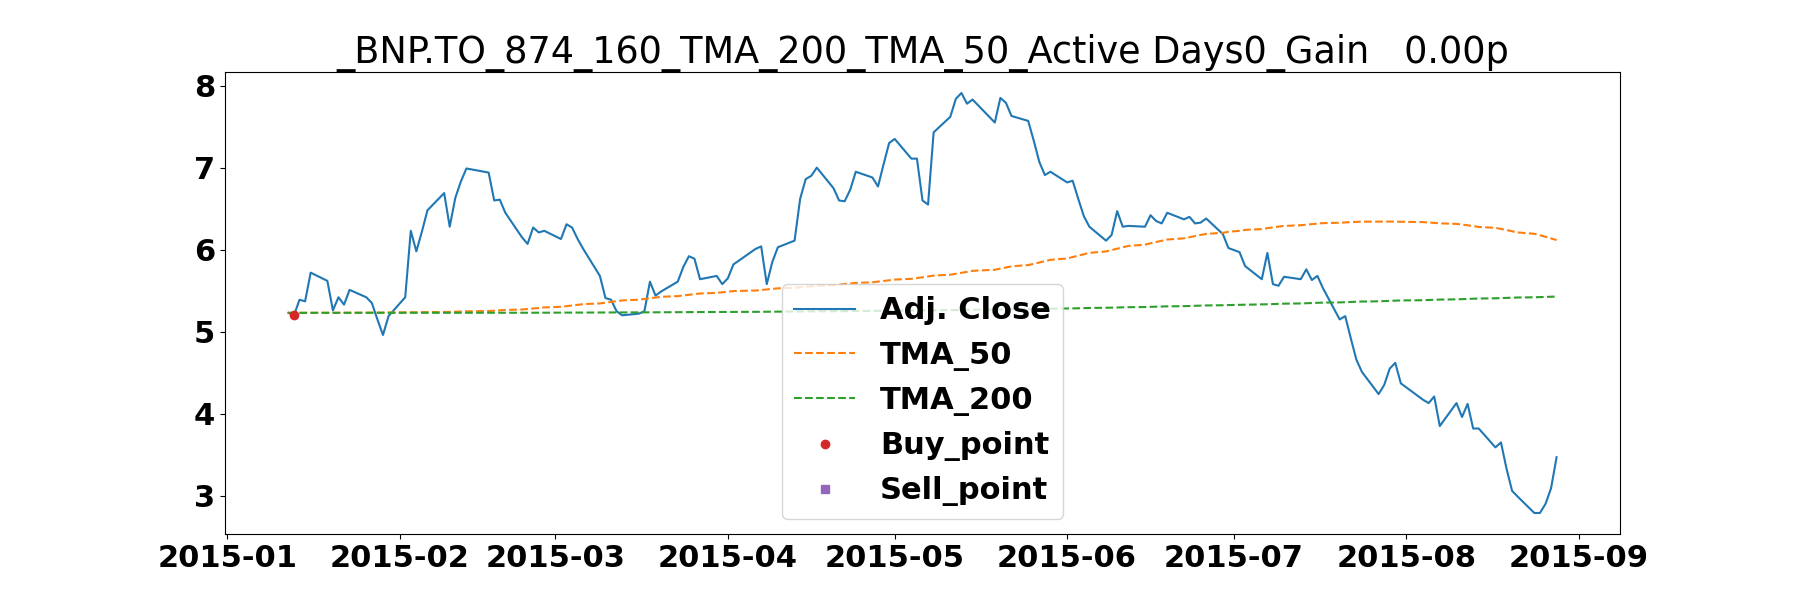 _BNP.TO_874_160_TMA_200_TMA_50_Active Days0_Gain   0.00p
8
7
6
5
4
3
Adj. Close
TMA_50
TMA_200
Buy_point
Sell_point
2015-01 2015-02 2015-03 2015-04 2015-05 2015-06 2015-07 2015-08 2015-09